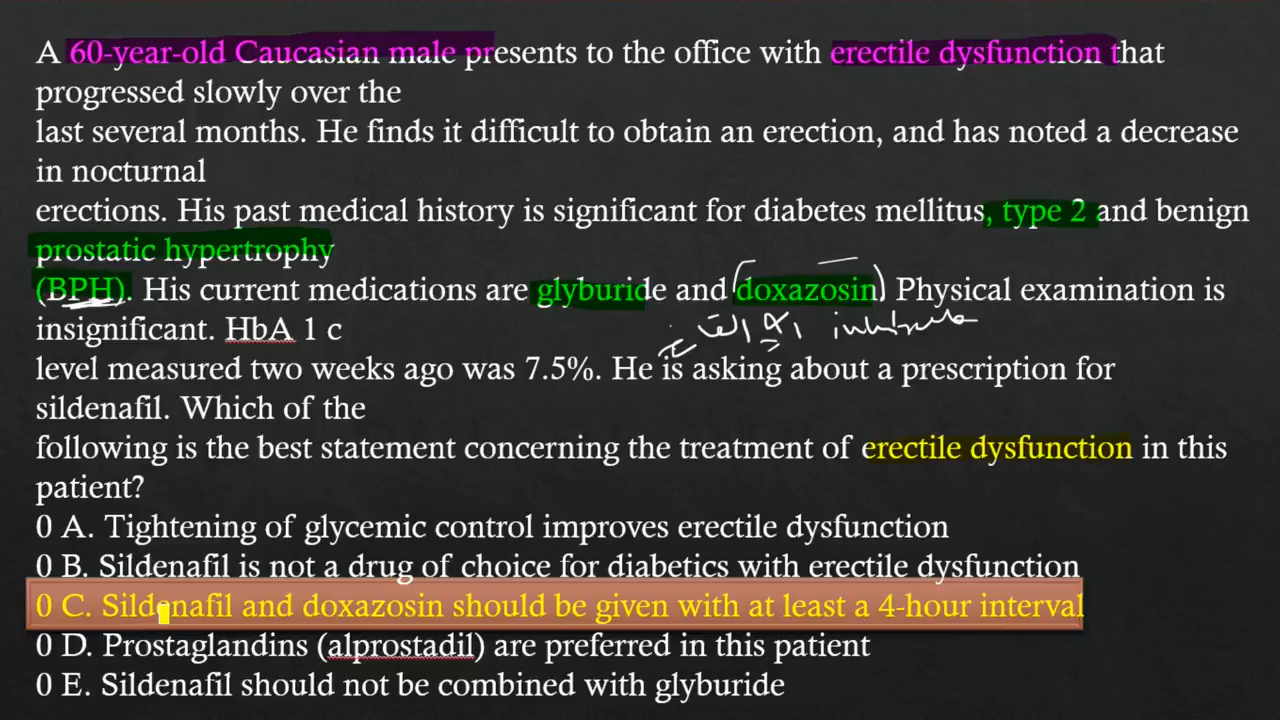 A 60-year-old Caucasian male presents to the office with erectile dysfunction that
progressed slowly over the
last several months. He finds it difficult to obtain an erection, and has noted a decrease
in nocturnal
erections. His past medical history is significant for diabetes mellitus, type 2 and benign
prostatic hypertrophy
(BPH). His current medications are glyburide and doxazosin. Physical examination is
insignificant. HbA 1 c
α1
level measured two weeks ago was 7.5%. He is asking about a prescription for
sildenafil. Which of the
following is the best statement concerning the treatment of erectile dysfunction in this
patient?
0 A. Tightening of glycemic control improves erectile dysfunction
0 B. Sildenafil is not a drug of choice for diabetics with erectile dysfunction
0 C. Sildenafil and doxazosin should be given with at least a 4-hour interval
0 D. Prostaglandins (alprostadil) are preferred in this patient
0 E. Sildenafil should not be combined with glyburide